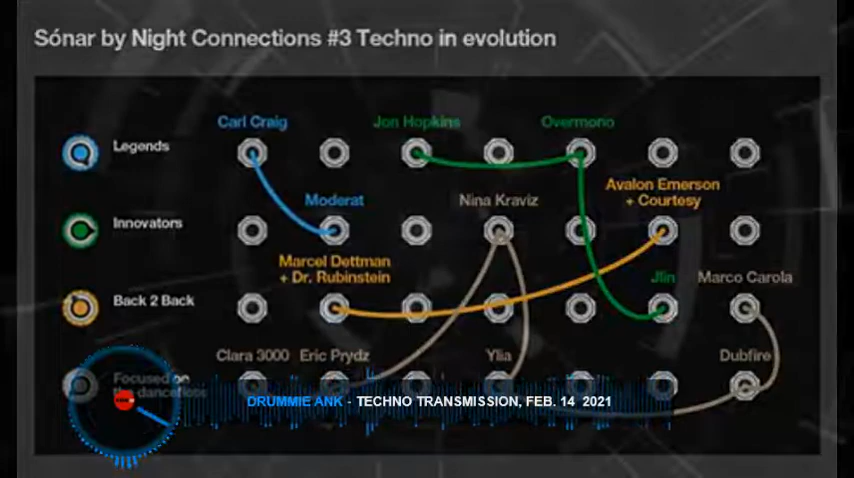 Sónar by Night Connections #3 Techno in evolution
Carl Craig
Jon Hopkins
Overmono
Legends
Avalon Emerson
+ Courtesy
Moderat
Nina Kraviz
Innovators
Marcel Dettman
+ Dr. Rubinstein
Jlin
Marco Carola
Back 2 Back
Clara 3000
Eric Prydz
Ylia
Dubfire
Focused on
the dancefloor
DRUMMIE ANK - TECHNO TRANSMISSION, FEB. 14 2021